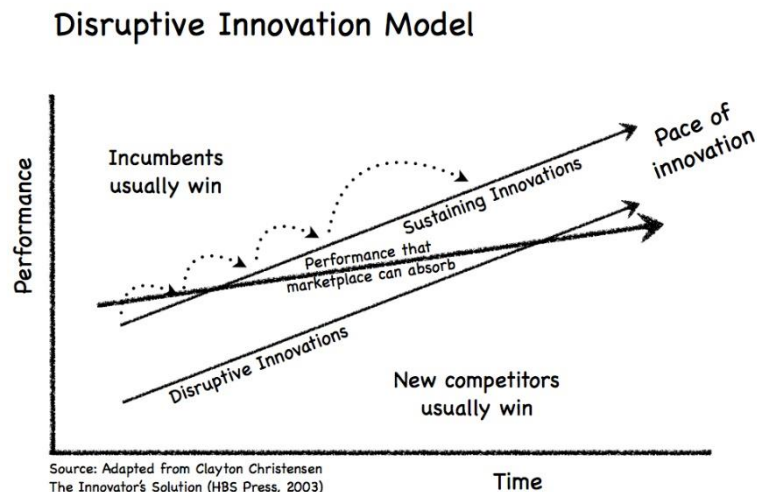 Disruptive Innovation Model
Incumbents
usually win
Pace of
innovation
Performance
Sustaining Innovations
Performance that
marketplace can absorb
Disruptive Innovations
New competitors
usually win
Source: Adapted from Clayton Christensen
The Innovator's Solution (HBS Press, 2003)
Time